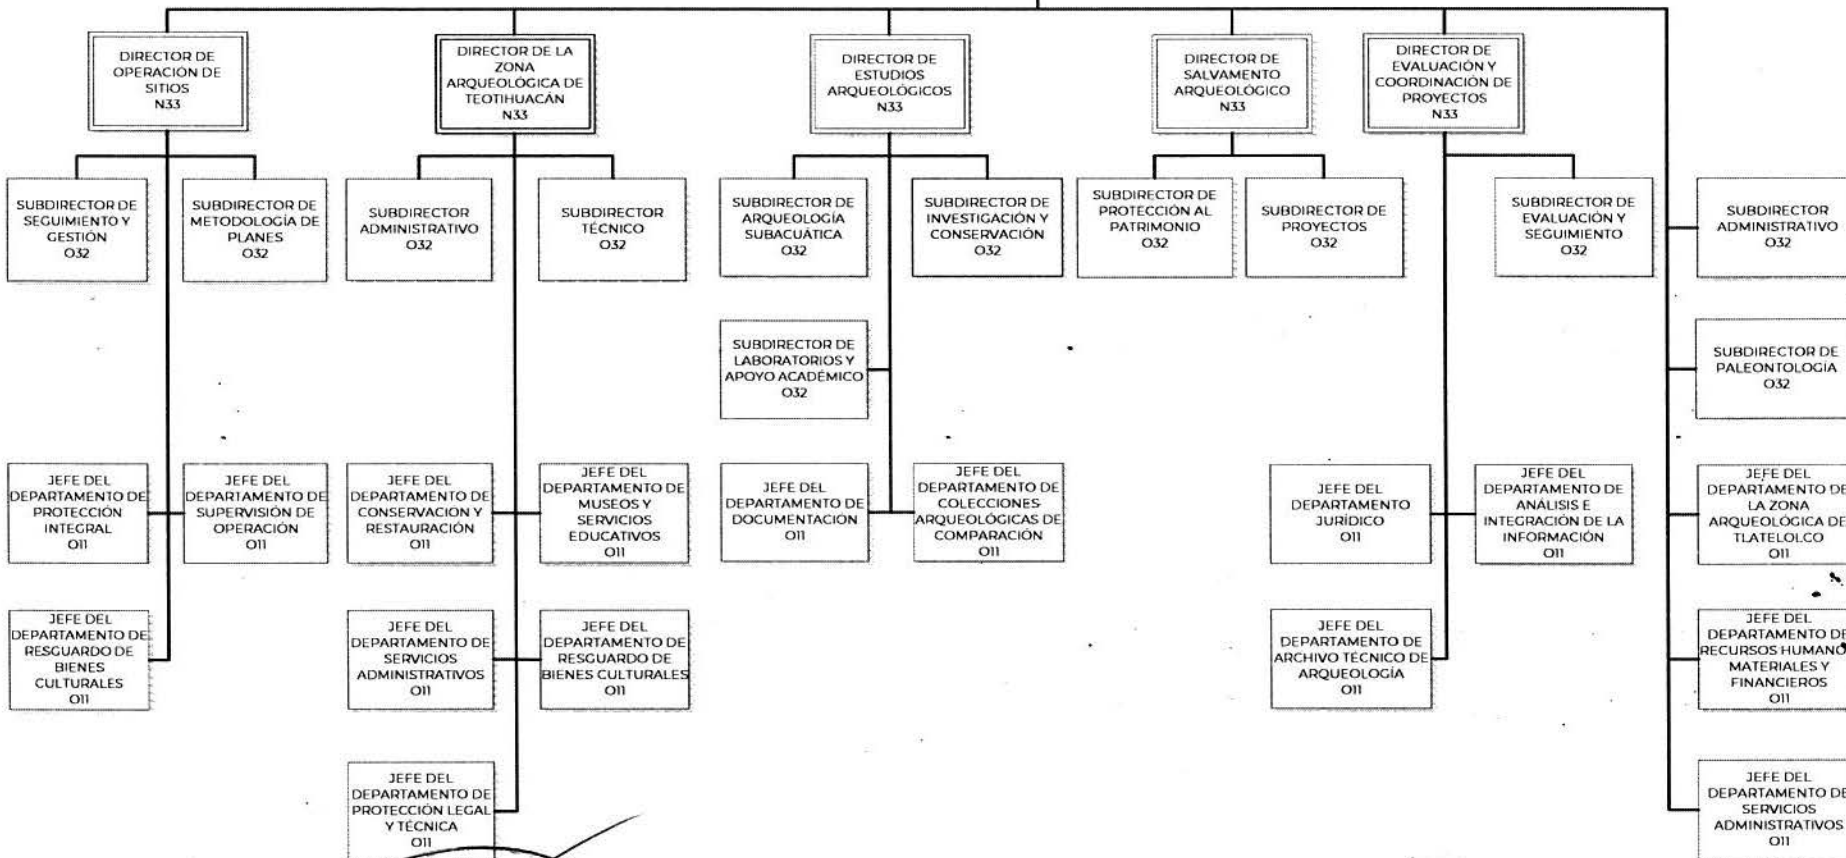 DIRECTOR DE
OPERACIÓN DE
SITIOS
N33
DIRECTOR DE LA
ZONA
ARQUEOLÓGICA DE
TEOTIHUACÁN
N33
DIRECTOR DE
ESTUDIOS
ARQUEOLÓGICOS
N33
DIRECTOR DE
SALVAMENTO
ARQUEOLÓGICO
N33
DIRECTOR DE
EVALUACIÓN Y
COORDINACIÓN DE
PROYECTOS
N33
SUBDIRECTOR DE
SEGUIMIENTO Y
GESTIÓN
O32
SUBDIRECTOR DE
METODOLOGÍA DE
PLANES
O32
SUBDIRECTOR
ADMINISTRATIVO
O32
SUBDIRECTOR
TÉCNICO
O32
SUBDIRECTOR DE
ARQUEOLOGÍA
SUBACUÁTICA
O32
SUBDIRECTOR DE
INVESTIGACIÓN Y
CONSERVACIÓN
O32
SUBDIRECTOR DE
PROTECCIÓN AL
PATRIMONIO
O32
SUBDIRECTOR DE
PROYECTOS
O32
SUBDIRECTOR DE
EVALUACIÓN Y
SEGUIMIENTO
O32
SUBDIRECTOR
ADMINISTRATIVO
O32
SUBDIRECTOR DE
LABORATORIOS Y
APOYO ACADÉMICO
O32
SUBDIRECTOR DE
PALEONTOLOGÍA
O32
JEFE DEL
DEPARTAMENTO DE
PROTECCIÓN
INTEGRAL
O11
JEFE DEL
DEPARTAMENTO DE
SUPERVISIÓN DE
OPERACIÓN
O11
JEFE DEL
DEPARTAMENTO DE
CONSERVACIÓN Y
RESTAURACIÓN
O11
JEFE DEL
DEPARTAMENTO DE
MUSEOS Y
SERVICIOS
EDUCATIVOS
O11
JEFE DEL
DEPARTAMENTO DE
DOCUMENTACIÓN
O11
JEFE DEL
DEPARTAMENTO DE
COLECCIONES
ARQUEOLÓGICAS DE
COMPARACIÓN
O11
JEFE DEL
DEPARTAMENTO
JURÍDICO
O11
JEFE DEL
DEPARTAMENTO DE
ANÁLISIS E
INTEGRACIÓN DE LA
INFORMACIÓN
O11
JEFE DEL
DEPARTAMENTO DE
LA ZONA
ARQUEOLÓGICA DE
TLATELOLCO
O11
JEFE DEL
DEPARTAMENTO DE
RESGUARDO DE
BIENES
CULTURALES
O11
JEFE DEL
DEPARTAMENTO DE
SERVICIOS
ADMINISTRATIVOS
O11
JEFE DEL
DEPARTAMENTO DE
RESGUARDO DE
BIENES CULTURALES
O11
JEFE DEL
DEPARTAMENTO DE
ARCHIVO TÉCNICO DE
ARQUEOLOGÍA
O11
JEFE DEL
DEPARTAMENTO DE
RECURSOS HUMANO
MATERIALES Y
FINANCIEROS
O11
JEFE DEL
DEPARTAMENTO DE
PROTECCIÓN LEGAL
Y TÉCNICA
O11
JEFE DEL
DEPARTAMENTO DE
SERVICIOS
ADMINISTRATIVOS
O11